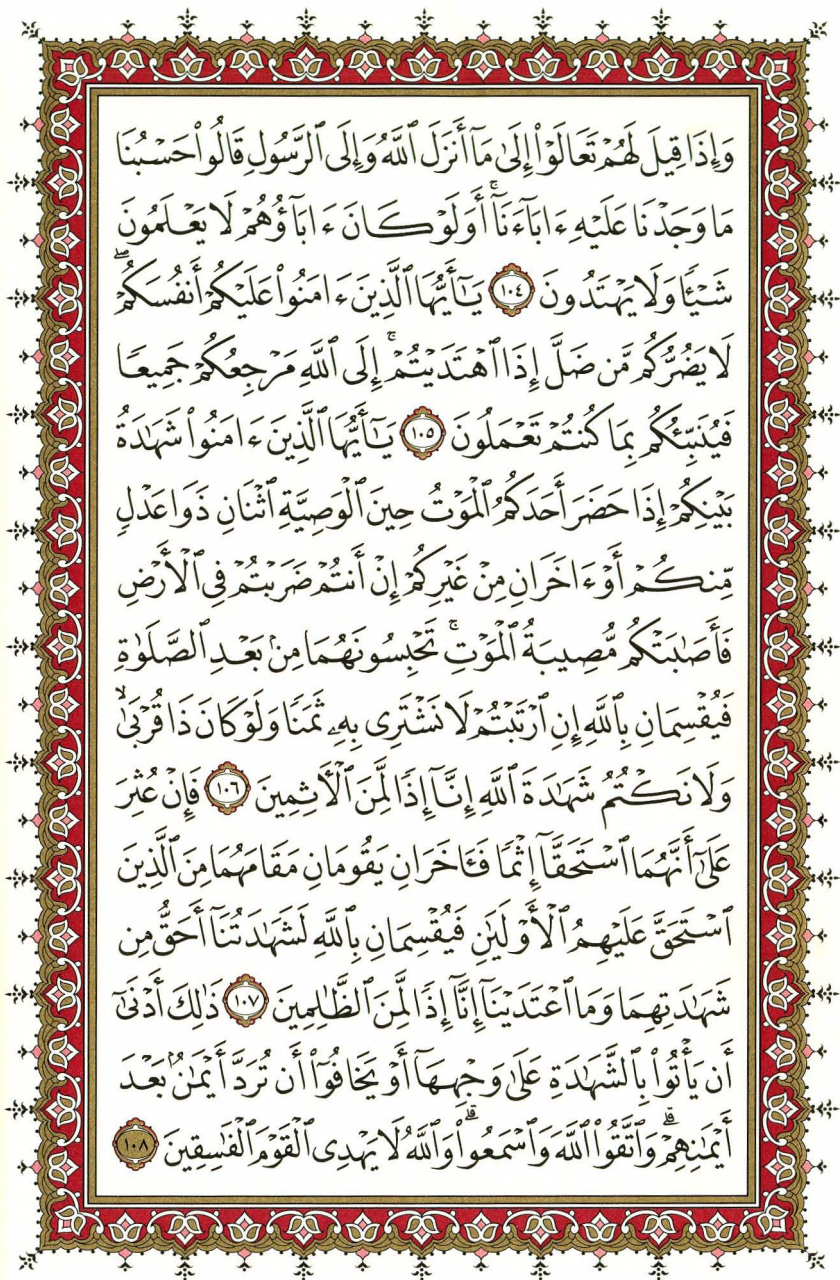 وَإِذَا قِيلَ لَهُمْ تَعَالَوْا۟ إِلَىٰ مَآ أَنزَلَ ٱللَّهُ وَإِلَى ٱلرَّسُولِ قَالُوا۟ حَسْبُنَا
مَا وَجَدْنَا عَلَيْهِ ءَابَآءَنَآ ۚ أَوَلَوْ كَانَ ءَابَآؤُهُمْ لَا يَعْلَمُونَ
شَيْـًٔا وَلَا يَهْتَدُونَ ١٠٤ يَـٰٓأَيُّهَا ٱلَّذِينَ ءَامَنُوا۟ عَلَيْكُمْ أَنفُسَكُمْ ۖ
لَا يَضُرُّكُم مَّن ضَلَّ إِذَا ٱهْتَدَيْتُمْ ۚ إِلَى ٱللَّهِ مَرْجِعُكُمْ جَمِيعًا
فَيُنَبِّئُكُم بِمَا كُنتُمْ تَعْمَلُونَ ١٠٥ يَـٰٓأَيُّهَا ٱلَّذِينَ ءَامَنُوا۟ شَهَـٰدَةُ
بَيْنِكُمْ إِذَا حَضَرَ أَحَدَكُمُ ٱلْمَوْتُ حِينَ ٱلْوَصِيَّةِ ٱثْنَانِ ذَوَا عَدْلٍ
مِّنكُمْ أَوْ ءَاخَرَانِ مِنْ غَيْرِكُمْ إِنْ أَنتُمْ ضَرَبْتُمْ فِى ٱلْأَرْضِ
فَأَصَـٰبَتْكُم مُّصِيبَةُ ٱلْمَوْتِ ۚ تَحْبِسُونَهُمَا مِنۢ بَعْدِ ٱلصَّلَوٰةِ
فَيُقْسِمَانِ بِٱللَّهِ إِنِ ٱرْتَبْتُمْ لَا نَشْتَرِى بِهِۦ ثَمَنًا وَلَوْ كَانَ ذَا قُرْبَىٰ ۙ
وَلَا نَكْتُمُ شَهَـٰدَةَ ٱللَّهِ إِنَّآ إِذًا لَّمِنَ ٱلْـَٔاثِمِينَ ١٠٦ فَإِنْ عُثِرَ
عَلَىٰٓ أَنَّهُمَا ٱسْتَحَقَّآ إِثْمًا فَـَٔاخَرَانِ يَقُومَانِ مَقَامَهُمَا مِنَ ٱلَّذِينَ
ٱسْتَحَقَّ عَلَيْهِمُ ٱلْأَوْلَيَـٰنِ فَيُقْسِمَانِ بِٱللَّهِ لَشَهَـٰدَتُنَآ أَحَقُّ مِن
شَهَـٰدَتِهِمَا وَمَا ٱعْتَدَيْنَآ إِنَّآ إِذًا لَّمِنَ ٱلظَّـٰلِمِينَ ١٠٧ ذَٰلِكَ أَدْنَىٰٓ
أَن يَأْتُوا۟ بِٱلشَّهَـٰدَةِ عَلَىٰ وَجْهِهَآ أَوْ يَخَافُوٓا۟ أَن تُرَدَّ أَيْمَـٰنٌۢ بَعْدَ
أَيْمَـٰنِهِمْ ۗ وَٱتَّقُوا۟ ٱللَّهَ وَٱسْمَعُوا۟ ۗ وَٱللَّهُ لَا يَهْدِى ٱلْقَوْمَ ٱلْفَـٰسِقِينَ ١٠٨